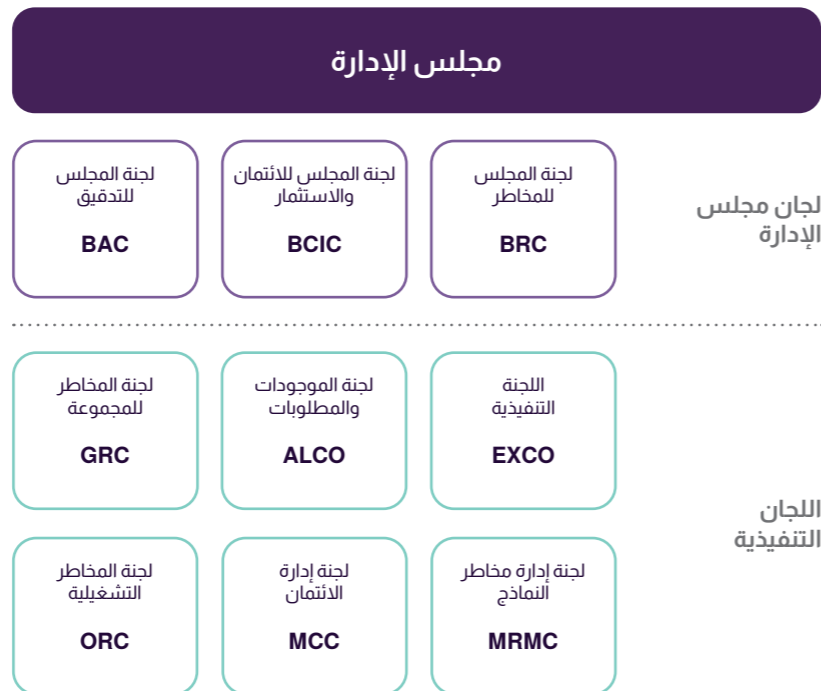 مجلس الإدارة
لجان مجلس
الإدارة
لجنة المجلس
للمخاطر
BRC
لجنة المجلس للائتمان
والاستثمار
BCIC
لجنة المجلس
للتدقيق
BAC
اللجان
التنفيذية
اللجنة
التنفيذية
EXCO
لجنة الموجودات
والمطلوبات
ALCO
لجنة المخاطر
للمجموعة
GRC
لجنة إدارة مخاطر
النماذج
MRMC
لجنة إدارة
الائتمان
MCC
لجنة المخاطر
التشغيلية
ORC